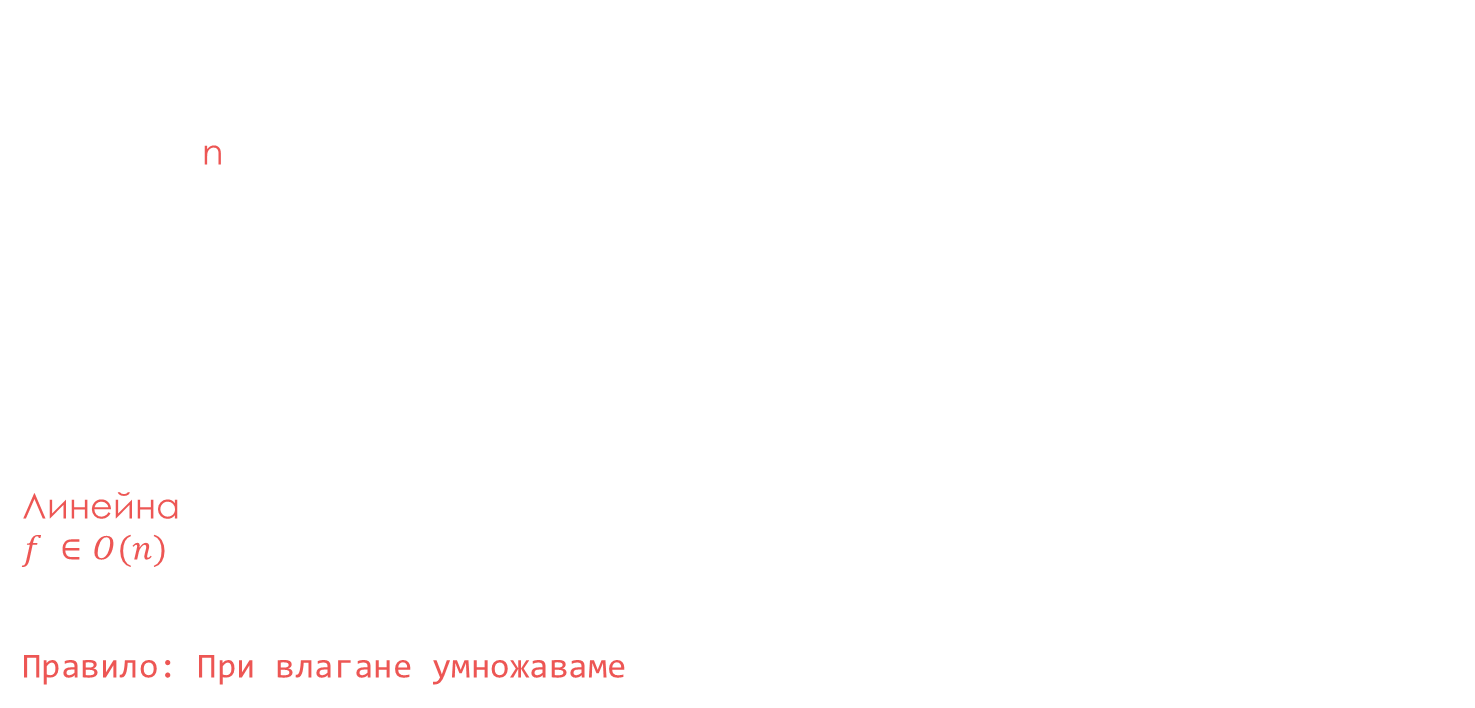 n
Линейна
f ∈ O(n)
Правило: При влагане умножаваме